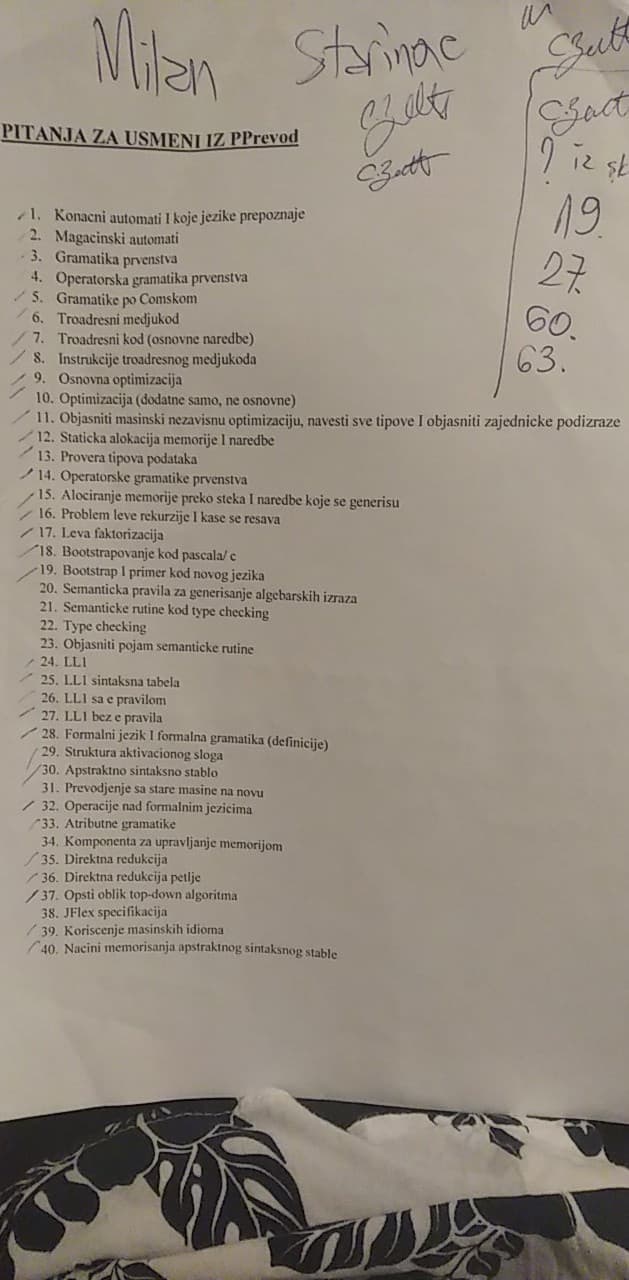 Milan Starinac
PITANJA ZA USMENI IZ PPrevod
? iz
19.
27.
60.
63.
1. Konacni automati I koje jezike prepoznaje
2. Magacinski automati
3. Gramatika prvenstva
4. Operatorska gramatika prvenstva
5. Gramatike po Comskom
6. Troadresni medjukod
7. Troadresni kod (osnovne naredbe)
8. Instrukcije troadresnog medjukoda
9. Osnovna optimizacija
10. Optimizacija (dodatne samo, ne osnovne)
11. Objasniti masinski nezavisnu optimizaciju, navesti sve tipove I objasniti zajednicke podizraze
12. Staticka alokacija memorije I naredbe
13. Provera tipova podataka
14. Operatorske gramatike prvenstva
15. Alociranje memorije preko steka I naredbe koje se generisu
16. Problem leve rekurzije I kase se resava
17. Leva faktorizacija
18. Bootstrapovanje kod pascala/ c
19. Bootstrap I primer kod novog jezika
20. Semanticka pravila za generisanje algebarskih izraza
21. Semanticke rutine kod type checking
22. Type checking
23. Objasniti pojam semanticke rutine
24. LL1
25. LL1 sintaksna tabela
26. LL1 sa e pravilom
27. LL1 bez e pravila
28. Formalni jezik I formalna gramatika (definicije)
29. Struktura aktivacionog sloga
30. Apstraktno sintaksno stablo
31. Prevodjenje sa stare masine na novu
32. Operacije nad formalnim jezicima
33. Atributne gramatike
34. Komponenta za upravljanje memorijom
35. Direktna redukcija
36. Direktna redukcija petlje
37. Opsti oblik top-down algoritma
38. JFlex specifikacija
39. Koriscenje masinskih idioma
40. Nacini memorisanja apstraktnog sintaksnog stable